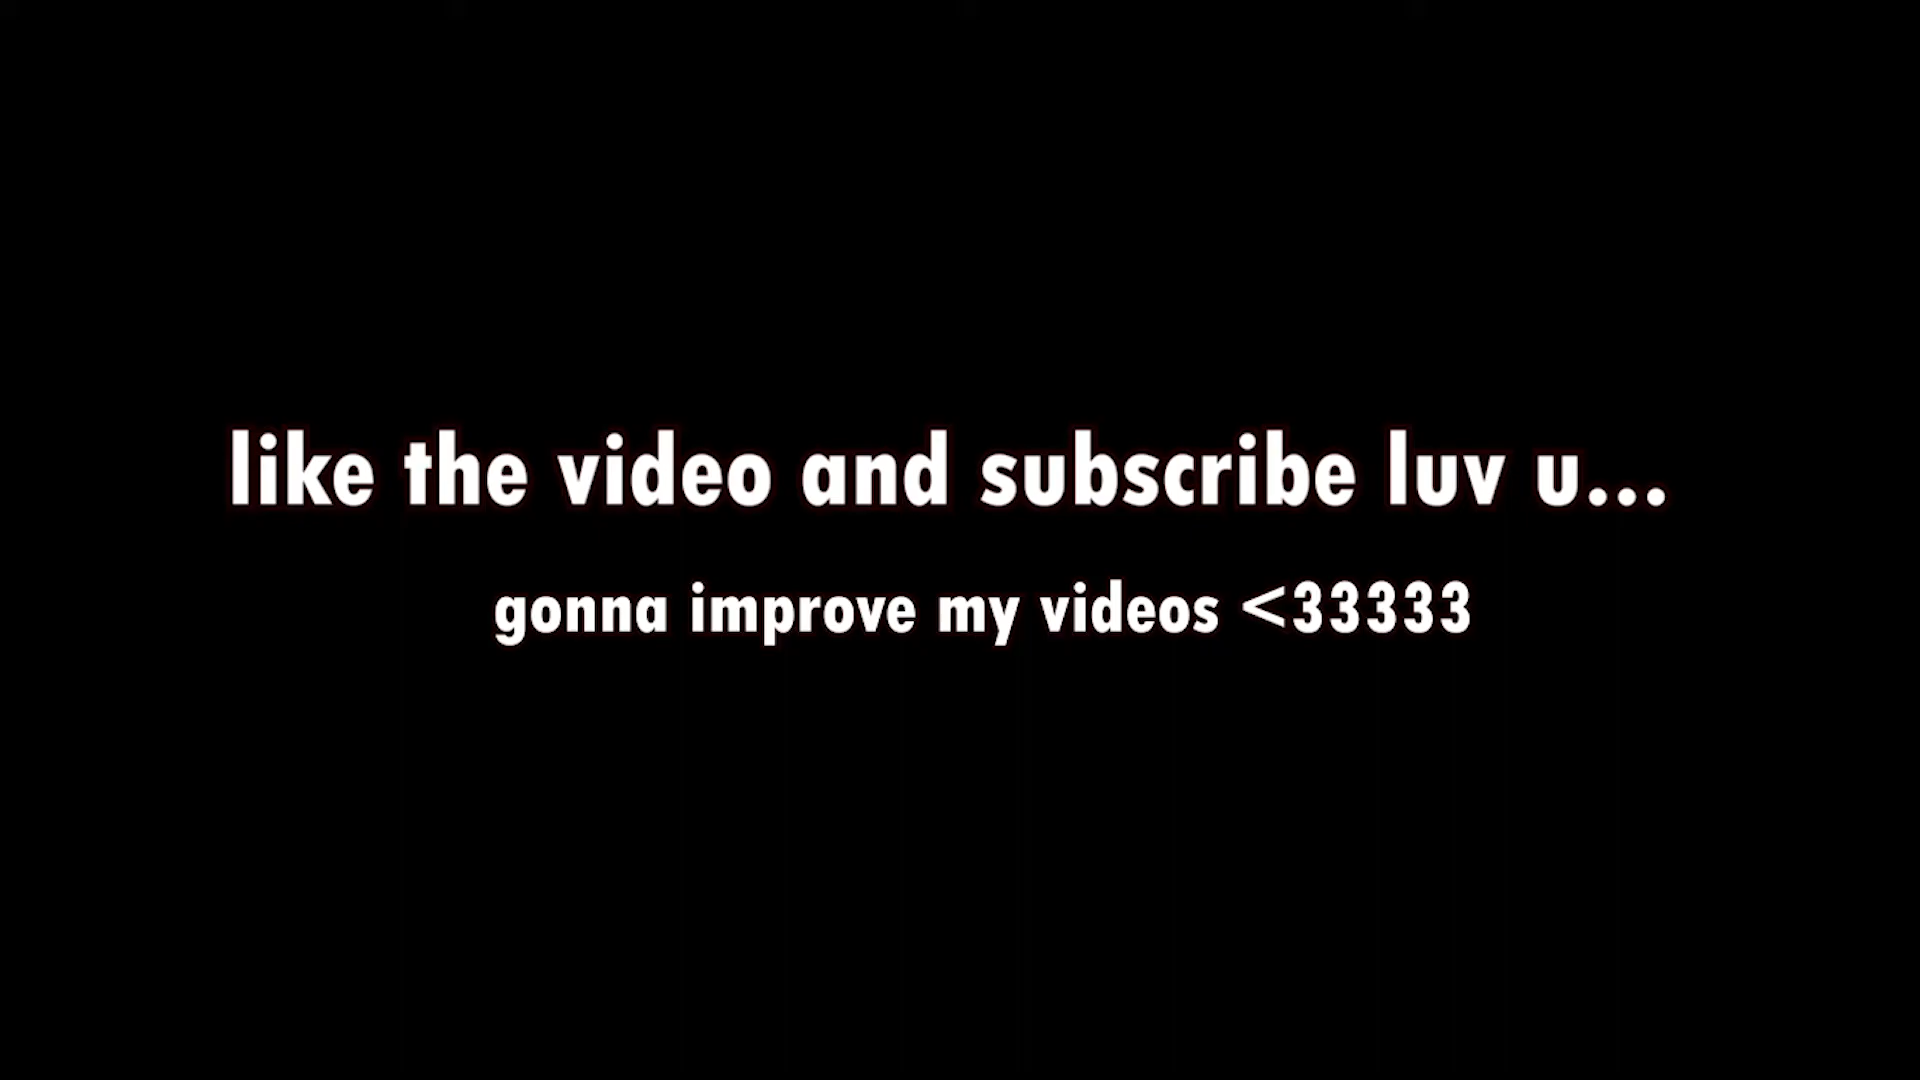 like the video and subscribe luv u...
gonna improve my videos <33333